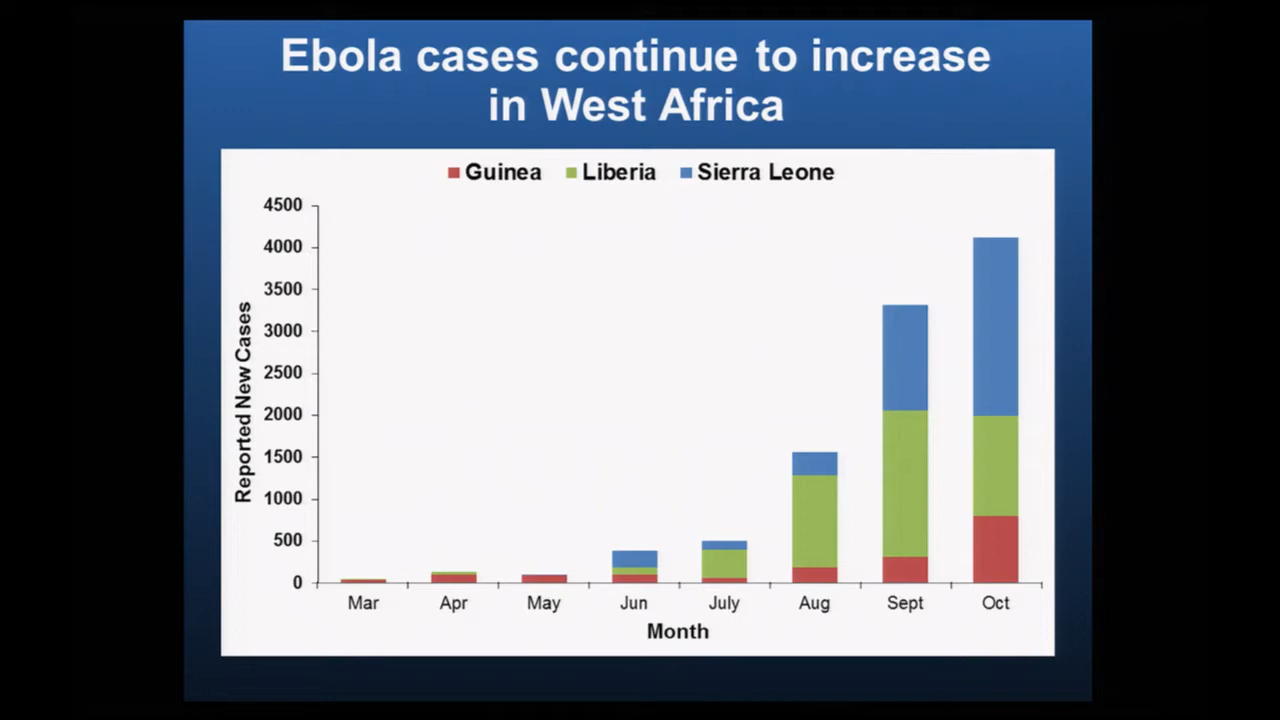 Ebola cases continue to increase
in West Africa
Guinea Liberia Sierra Leone
4500
4000
3500
3000
2500
2000
1500
1000
500
0
Reported New Cases
Mar Apr May Jun July Aug Sept Oct
Month